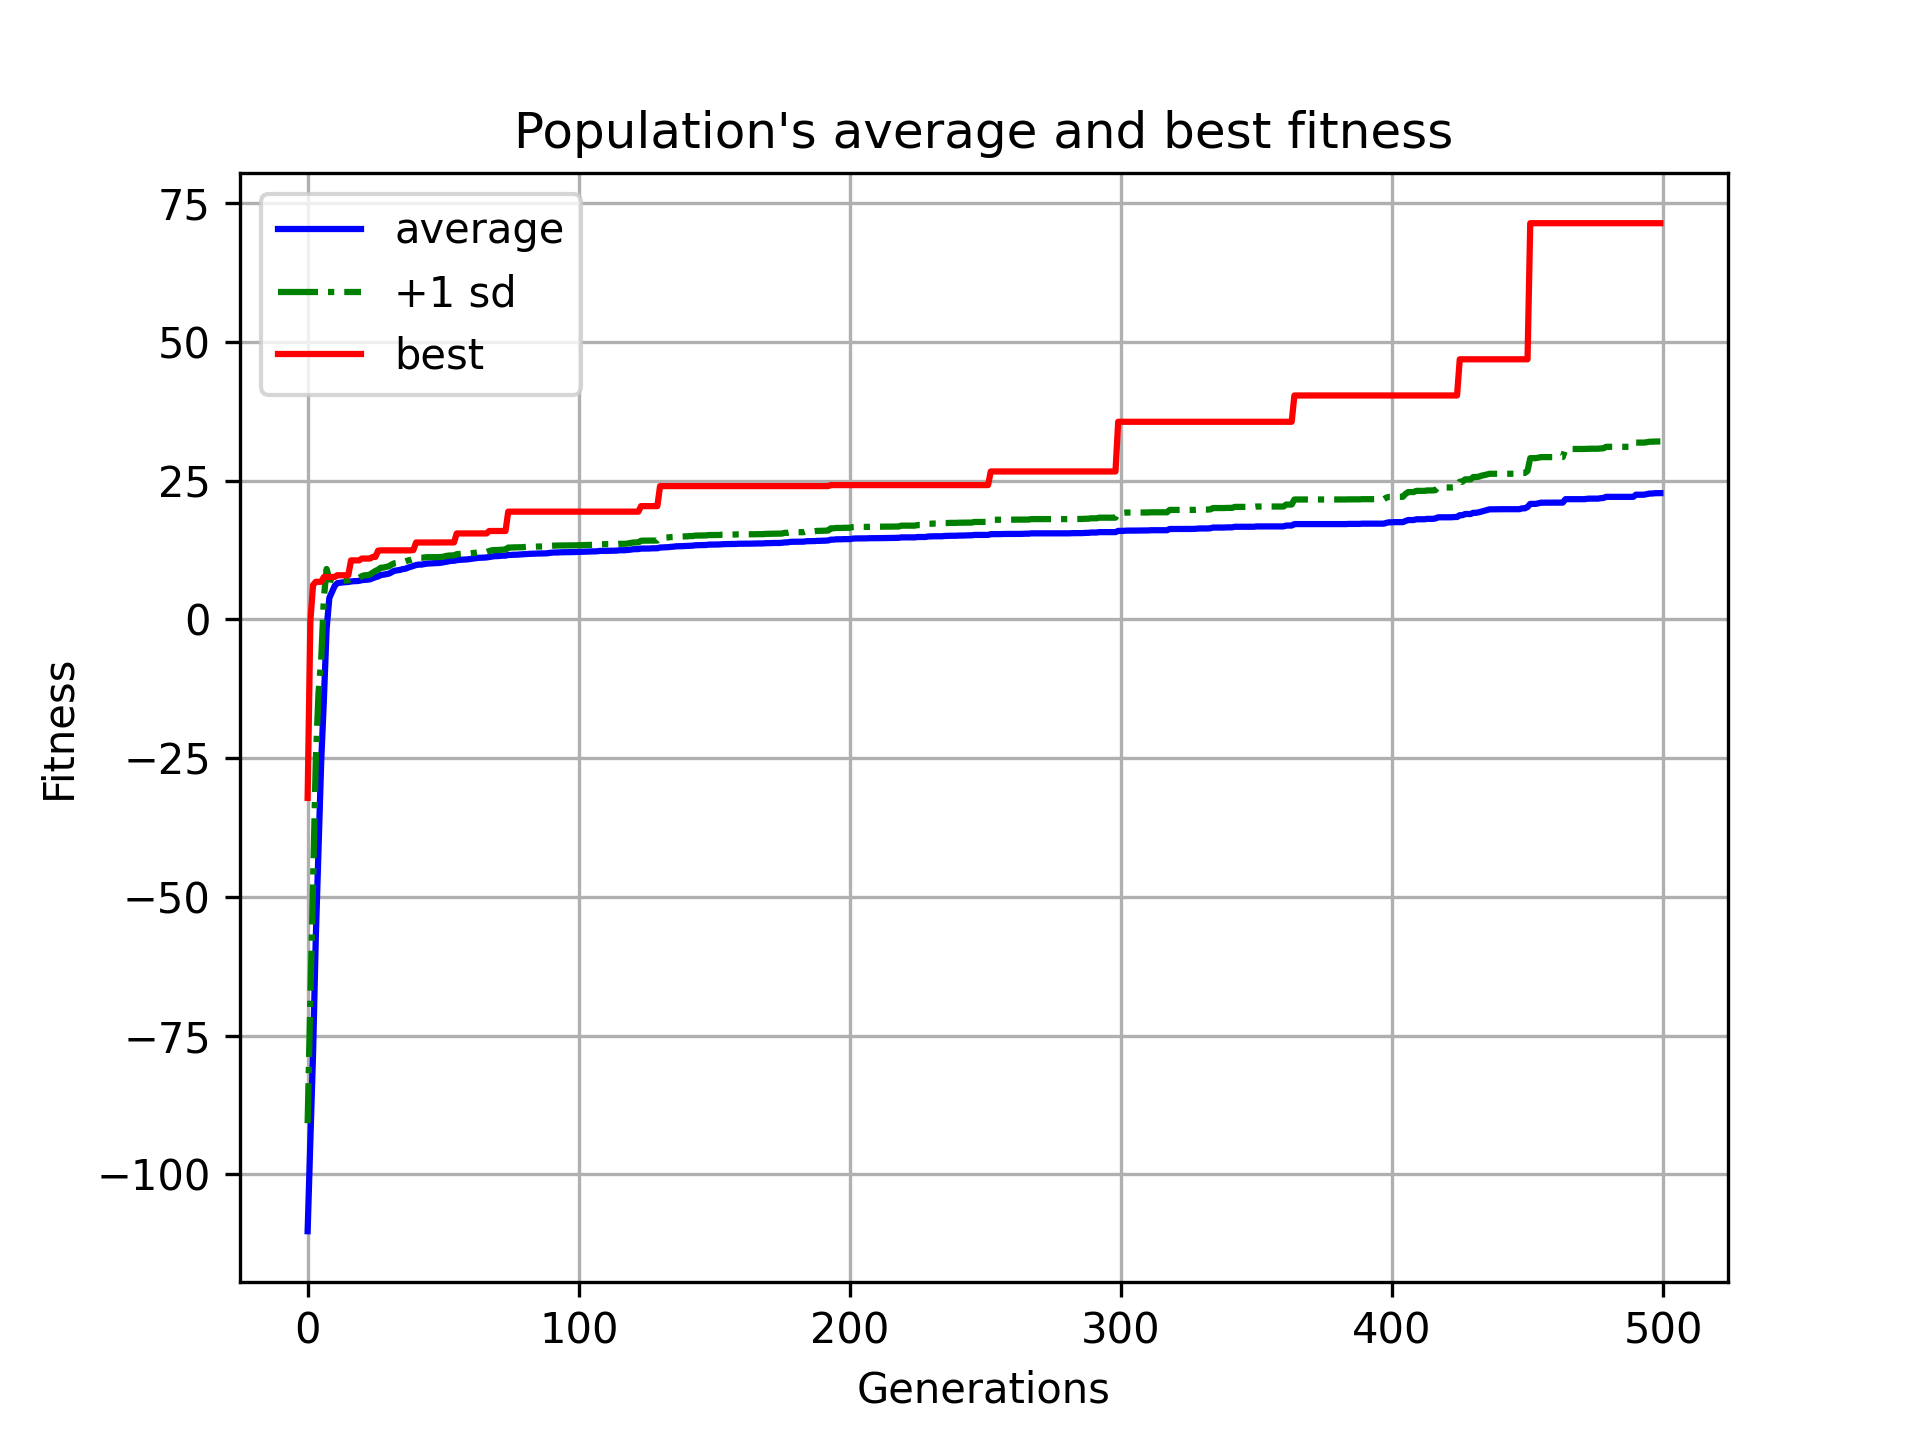 Population's average and best fitness
average
+1 sd
best
75
50
25
0
−25
−50
−75
−100
Fitness
0 100 200 300 400 500
Generations